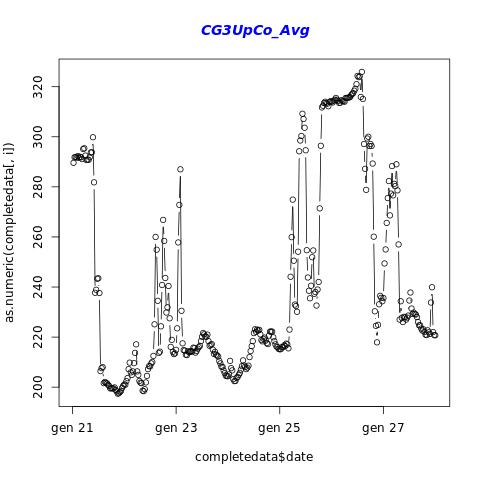 CG3UpCo_Avg
as.numeric(completedata[, i])
320
300
280
260
240
220
200
gen 21
gen 23
gen 25
gen 27
completedata$date